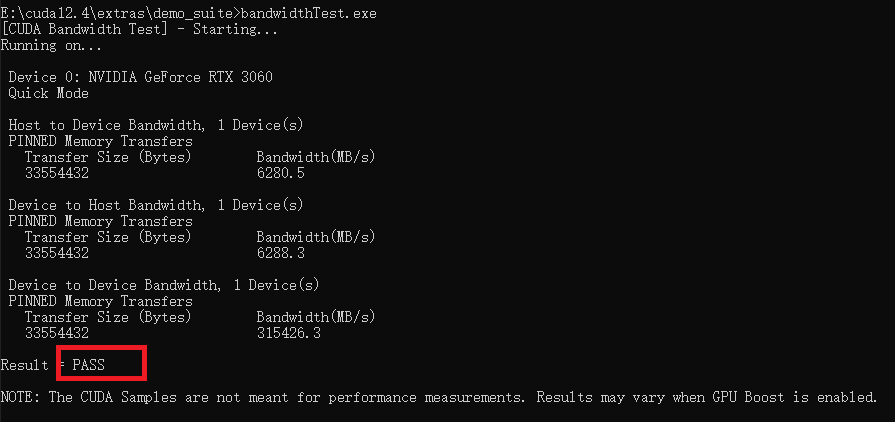 E:\cuda12.4\extras\demo_suite>bandwidthTest.exe
[CUDA Bandwidth Test] - Starting...
Running on...
Device 0: NVIDIA GeForce RTX 3060
Quick Mode
Host to Device Bandwidth, 1 Device(s)
PINNED Memory Transfers
Transfer Size (Bytes) Bandwidth(MB/s)
33554432 6280.5
Device to Host Bandwidth, 1 Device(s)
PINNED Memory Transfers
Transfer Size (Bytes) Bandwidth(MB/s)
33554432 6288.3
Device to Device Bandwidth, 1 Device(s)
PINNED Memory Transfers
Transfer Size (Bytes) Bandwidth(MB/s)
33554432 315426.3
Result = PASS
NOTE: The CUDA Samples are not meant for performance measurements. Results may vary when GPU Boost is enabled.